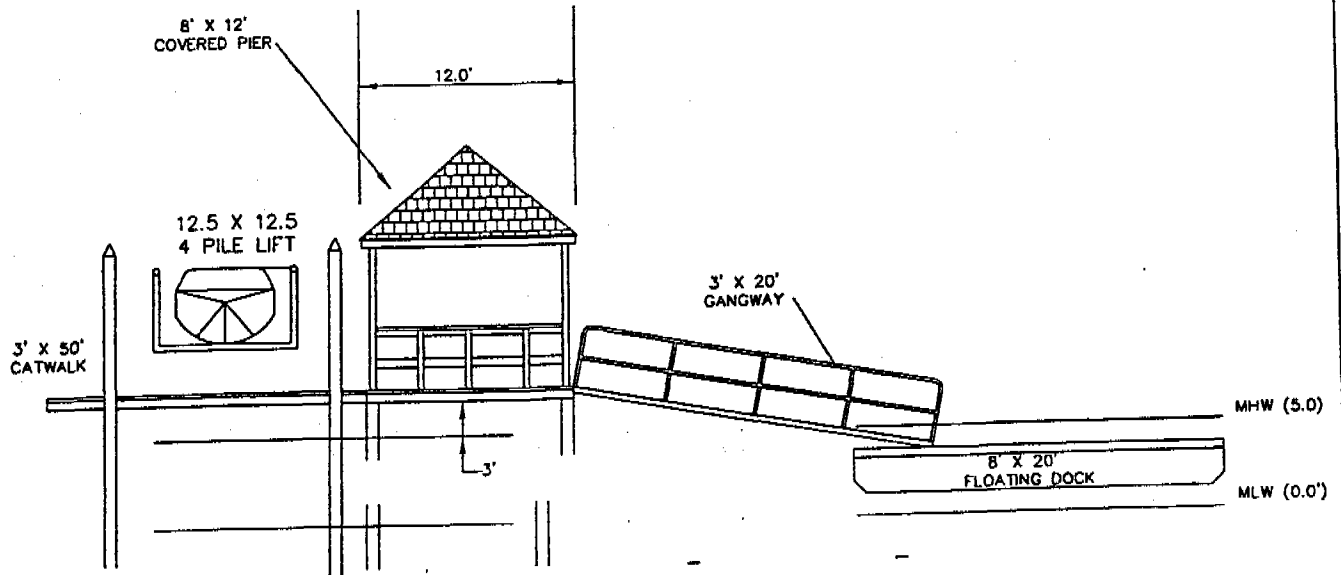 8' X 12'
COVERED PIER
12.0'
12.5 X 12.5
4 PILE LIFT
3' X 50'
CATWALK
3' X 20'
GANGWAY
MHW (5.0)
3'
8' X 20'
FLOATING DOCK
MLW (0.0')